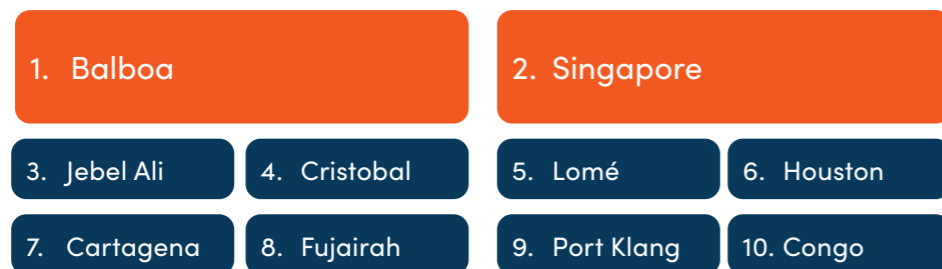 1. Balboa
2. Singapore
3. Jebel Ali
4. Cristobal
5. Lomé
6. Houston
7. Cartagena
8. Fujairah
9. Port Klang
10. Congo